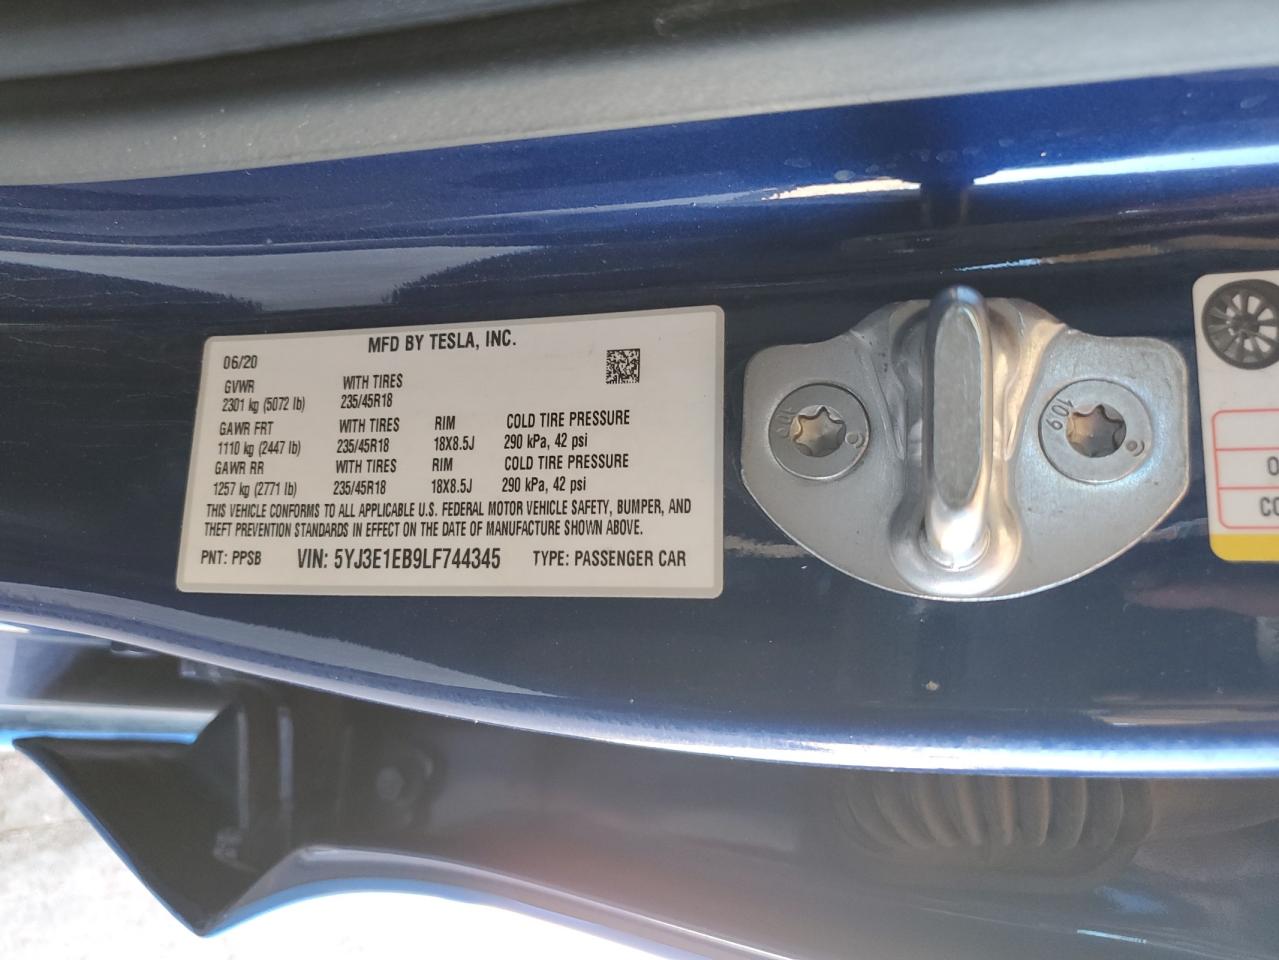 MFD BY TESLA, INC.
06/20
GVWR WITH TIRES
2301 kg (5072 lb) 235/45R18
GAWR FRT WITH TIRES RIM COLD TIRE PRESSURE
1110 kg (2447 lb) 235/45R18 18X8.5J 290 kPa, 42 psi
GAWR RR WITH TIRES RIM COLD TIRE PRESSURE
1257 kg (2771 lb) 235/45R18 18X8.5J 290 kPa, 42 psi
THIS VEHICLE CONFORMS TO ALL APPLICABLE U.S. FEDERAL MOTOR VEHICLE SAFETY, BUMPER, AND
THEFT PREVENTION STANDARDS IN EFFECT ON THE DATE OF MANUFACTURE SHOWN ABOVE.
PNT: PPSB VIN: 5YJ3E1EB9LF744345 TYPE: PASSENGER CAR
109